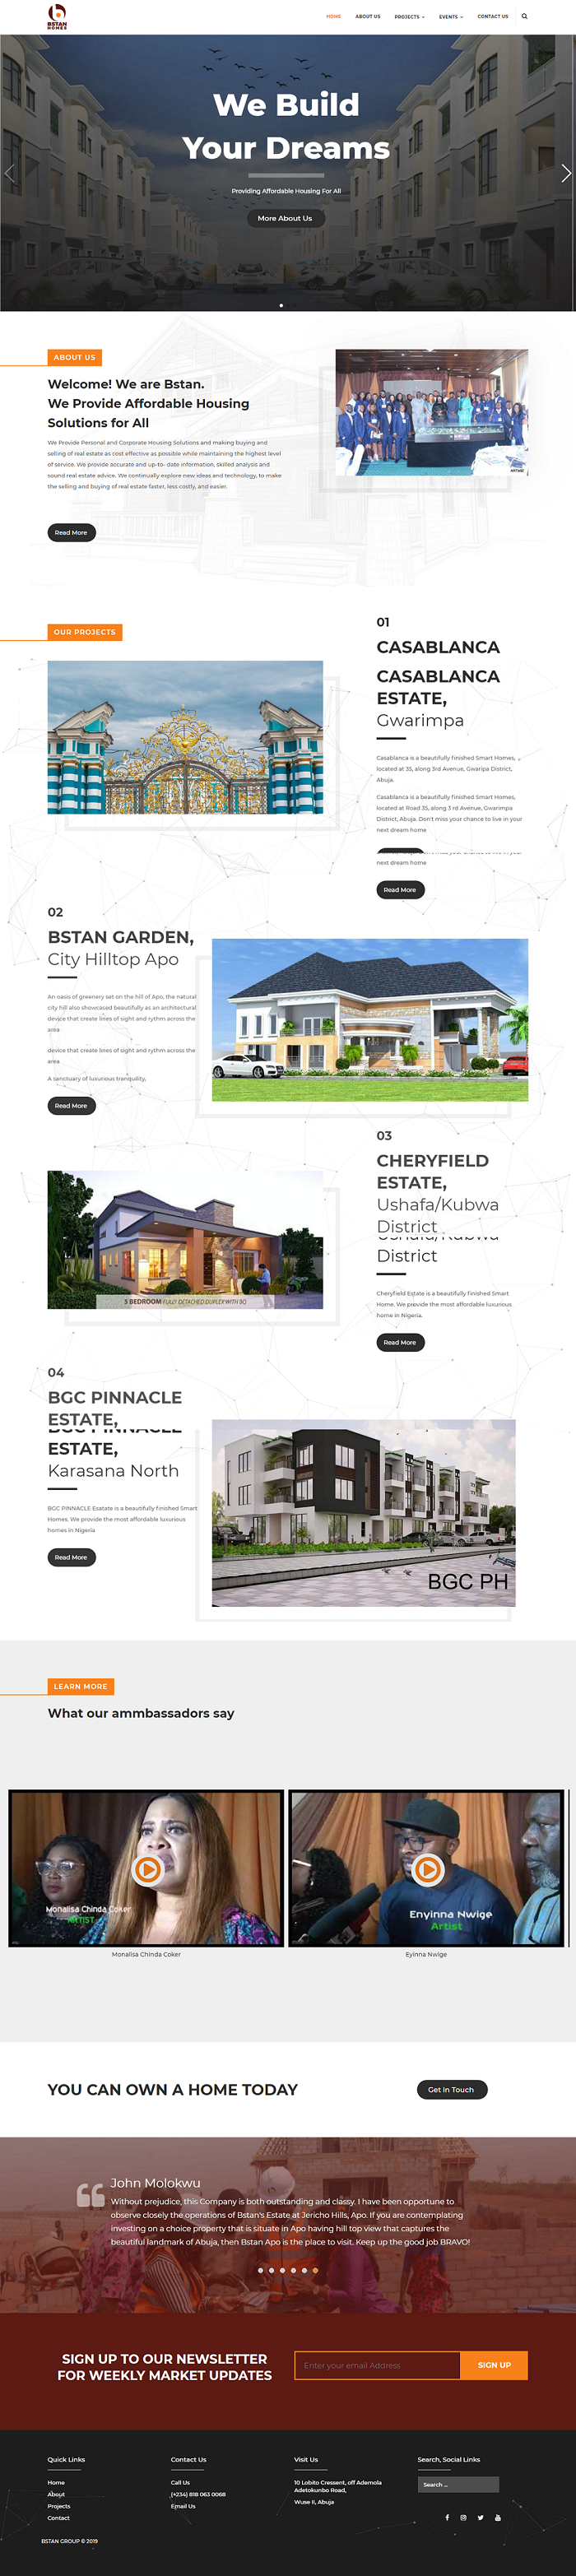 BSTAN
HOMES
HOME ABOUT US PROJECTS EVENTS CONTACT US
We Build
Your Dreams
Providing Affordable Housing For All
More About Us
ABOUT US
Welcome! We are Bstan.
We Provide Affordable Housing
Solutions for All
We Provide Personal and Corporate Housing Solutions and making buying and
selling of real estate as cost effective as possible while maintaining the highest level
of service. We provide accurate and up-to- date information, skilled analysis and
sound real estate advice. We continually explore new ideas and technology, to make
the selling and buying of real estate faster, less costly, and easier.
Read More
OUR PROJECTS
01
CASABLANCA
CASABLANCA
ESTATE,
Gwarimpa
Casablanca is a beautifully finished Smart Homes,
located at 35, along 3rd Avenue, Gwaripa District,
Abuja.
Casablanca is a beautifully finished Smart Homes,
located at Road 35, along 3 rd Avenue, Gwarimpa
District, Abuja. Don't miss your chance to live in your
next dream home
next dream home
Read More
02
BSTAN GARDEN,
City Hilltop Apo
An oasis of greenery set on the hill of Apo, the natural
city hill also showcased beautifully as an architectural
device that create lines of sight and rythm across the
area
device that create lines of sight and rythm across the
area
A sanctuary of luxurious tranquility,
Read More
03
CHERYFIELD
ESTATE,
Ushafa/Kubwa
District
Ushafa/Kubwa
District
Cheryfield Estate is a beautifully Finished Smart
Home. We provide the most affordable luxurious
home in Nigeria.
Read More
5 BEDROOM FULLY DETACHED DUPLEX WITH BQ
04
BGC PINNACLE
ESTATE,
BGC PINNACLE
ESTATE,
Karasana North
BGC PINNACLE Esatate is a beautifully finished Smart
Homes. We provide the most affordable luxurious
homes in Nigeria
Read More
BGC PH
LEARN MORE
What our ammbassadors say
Monalisa Chinda Coker
ARTIST
Enyinna Nwige
Artist
Monalisa Chinda Coker
Eyinna Nwige
YOU CAN OWN A HOME TODAY
Get in Touch
John Molokwu
Without prejudice, this Company is both outstanding and classy. I have been opportune to
observe closely the operations of Bstan's Estate at Jericho Hills, Apo. If you are contemplating
investing on a choice property that is situate in Apo having hill top view that captures the
beautiful landmark of Abuja, then Bstan Apo is the place to visit. Keep up the good job BRAVO!
SIGN UP TO OUR NEWSLETTER
FOR WEEKLY MARKET UPDATES
Enter your email Address
SIGN UP
Quick Links
Home
About
Projects
Contact
Contact Us
Call Us
(+234) 818 063 0068
Email Us
Visit Us
10 Lobito Cressent, off Ademola
Adetokunbo Road,
Wuse II, Abuja
Search, Social Links
Search ...
BSTAN GROUP © 2019